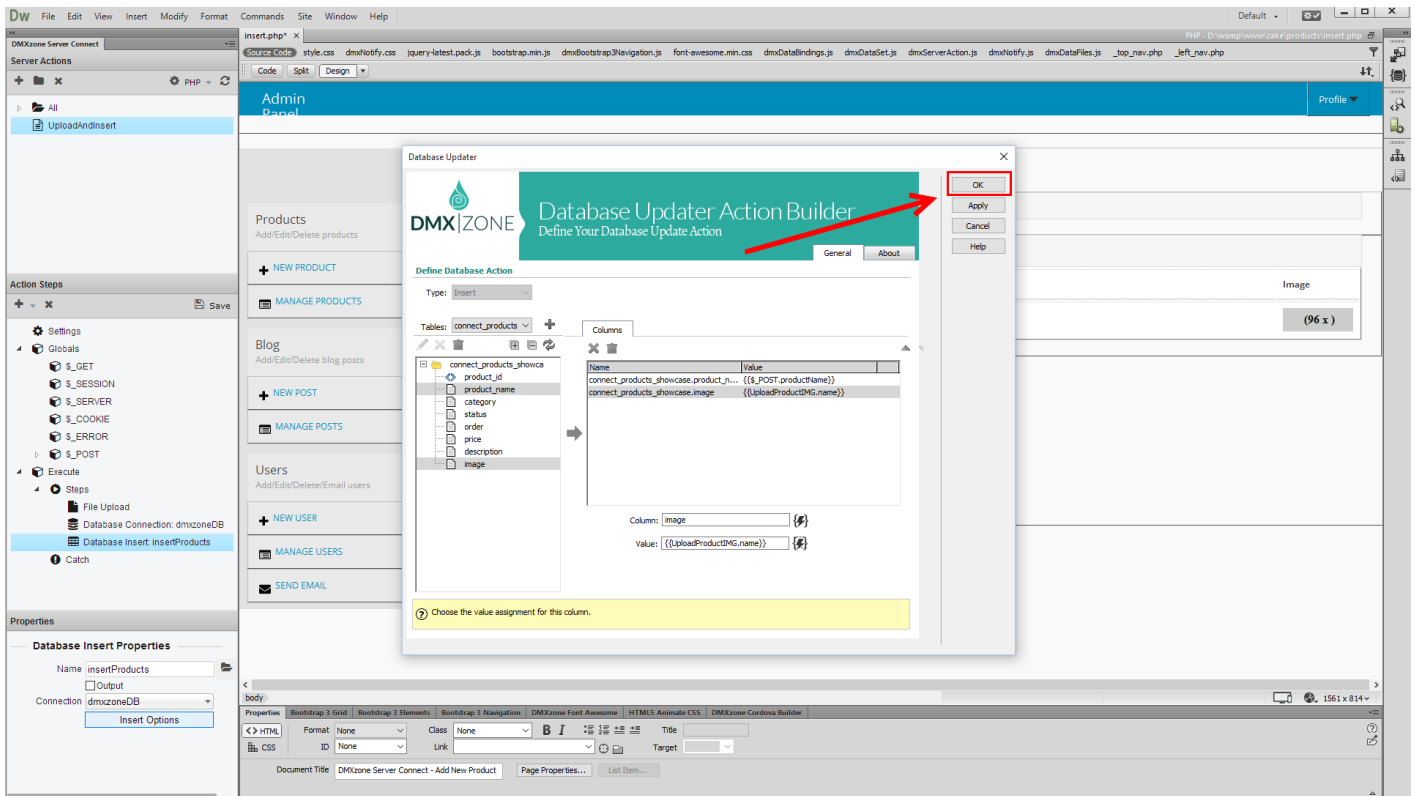 DW File Edit View Insert Modify Format Commands Site Window Help Default
DMXzone Server Connect
Server Actions
PHP
All
UploadAndInsert
Action Steps
Save
Settings
Globals
$_GET
$_SESSION
$_SERVER
$_COOKIE
$_ERROR
$_POST
Execute
Steps
File Upload
Database Connection: dmxzoneDB
Database Insert: insertProducts
Catch
Properties
Database Insert Properties
Name insertProducts
Output
Connection dmxzoneDB
Insert Options
insert.php* PHP - D:\wamp\www\cake\products\insert.php
Source Code style.css dmxNotify.css jquery-latest.pack.js bootstrap.min.js dmxBootstrap3Navigation.js font-awesome.min.css dmxDataBindings.js dmxDataSet.js dmxServerAction.js dmxNotify.js dmxDataFiles.js _top_nav.php _left_nav.php
Code Split Design
Admin
Panel
Profile
Products
Add/Edit/Delete products
NEW PRODUCT
MANAGE PRODUCTS
Blog
Add/Edit/Delete blog posts
NEW POST
MANAGE POSTS
Users
Add/Edit/Delete/Email users
NEW USER
MANAGE USERS
SEND EMAIL
Image
(96 x )
Database Updater
DMX|ZONE
Database Updater Action Builder
Define Your Database Update Action
General About
OK
Apply
Cancel
Help
Define Database Action
Type: Insert
Tables: connect_products
Columns
connect_products_showca
product_id
product_name
category
status
order
price
description
image
Name Value
connect_products_showcase.product_n... {{$_POST.productName}}
connect_products_showcase.image {{UploadProductIMG.name}}
Column: image
Value: {{UploadProductIMG.name}}
Choose the value assignment for this column.
body 1561 x 814
Properties Bootstrap 3 Grid Bootstrap 3 Elements Bootstrap 3 Navigation DMXzone Font Awesome HTML5 Animate CSS DMXzone Cordova Builder
<> HTML Format None Class None B I Title
CSS ID None Link Target
Document Title DMXzone Server Connect - Add New Product Page Properties... List Item...